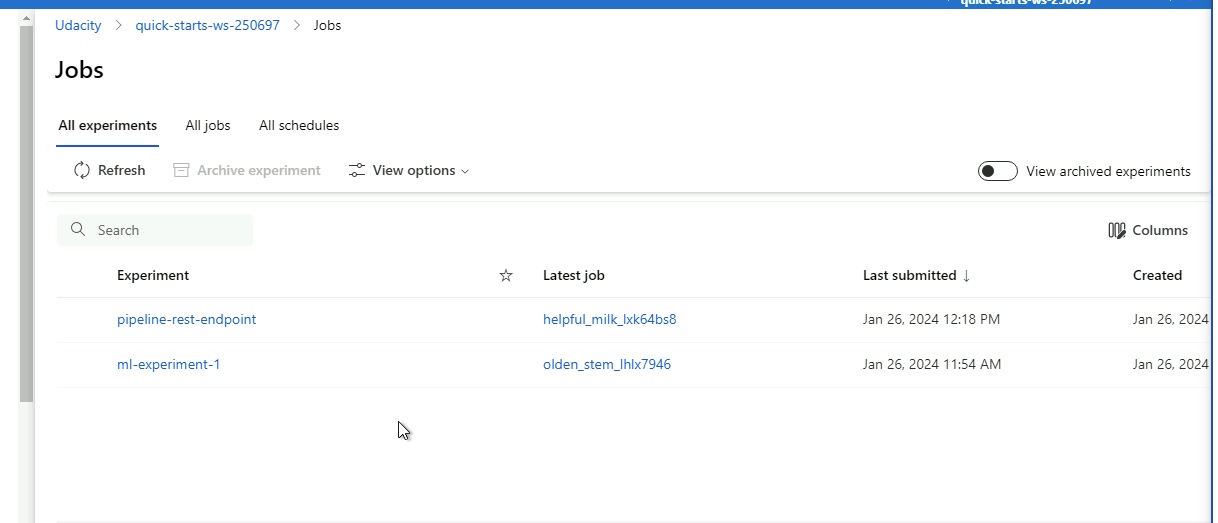 quick-starts-ws-250697
Udacity > quick-starts-ws-250697 > Jobs
Jobs
All experiments All jobs All schedules
Refresh Archive experiment View options View archived experiments
Search Columns
Experiment Latest job Last submitted ↓ Created
pipeline-rest-endpoint helpful_milk_lxk64bs8 Jan 26, 2024 12:18 PM Jan 26, 2024
ml-experiment-1 olden_stem_lhlx7946 Jan 26, 2024 11:54 AM Jan 26, 2024